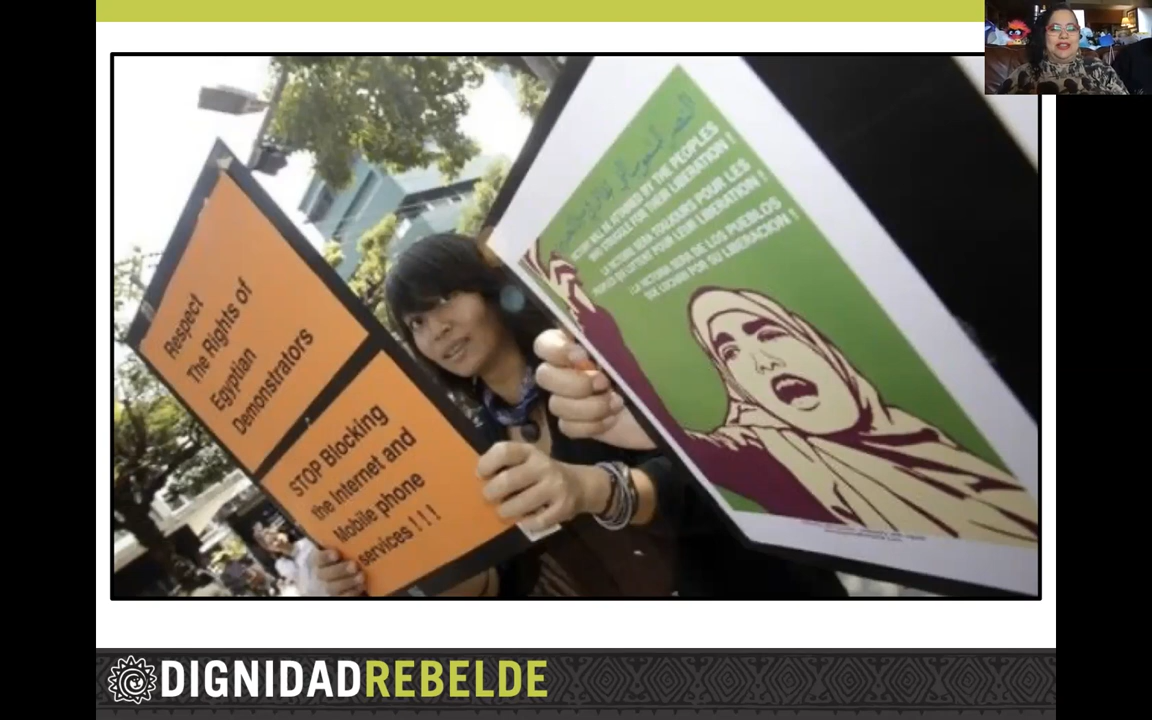 Respect
The Rights of
Egyptian
Demonstrators
STOP Blocking
the Internet and
Mobile phone
services ! ! !
VICTORY WILL BE ATTAINED BY THE PEOPLES
WHO STRUGGLE FOR THEIR LIBERATION !
LA VICTOIRE SERA TOUJOURS POUR LES
PEUPLES QUI LUTTENT POUR LEUR LIBERATION !
¡ LA VICTORIA SERA DE LOS PUEBLOS
QUE LUCHAN POR SU LIBERACION !
DIGNIDADREBELDE